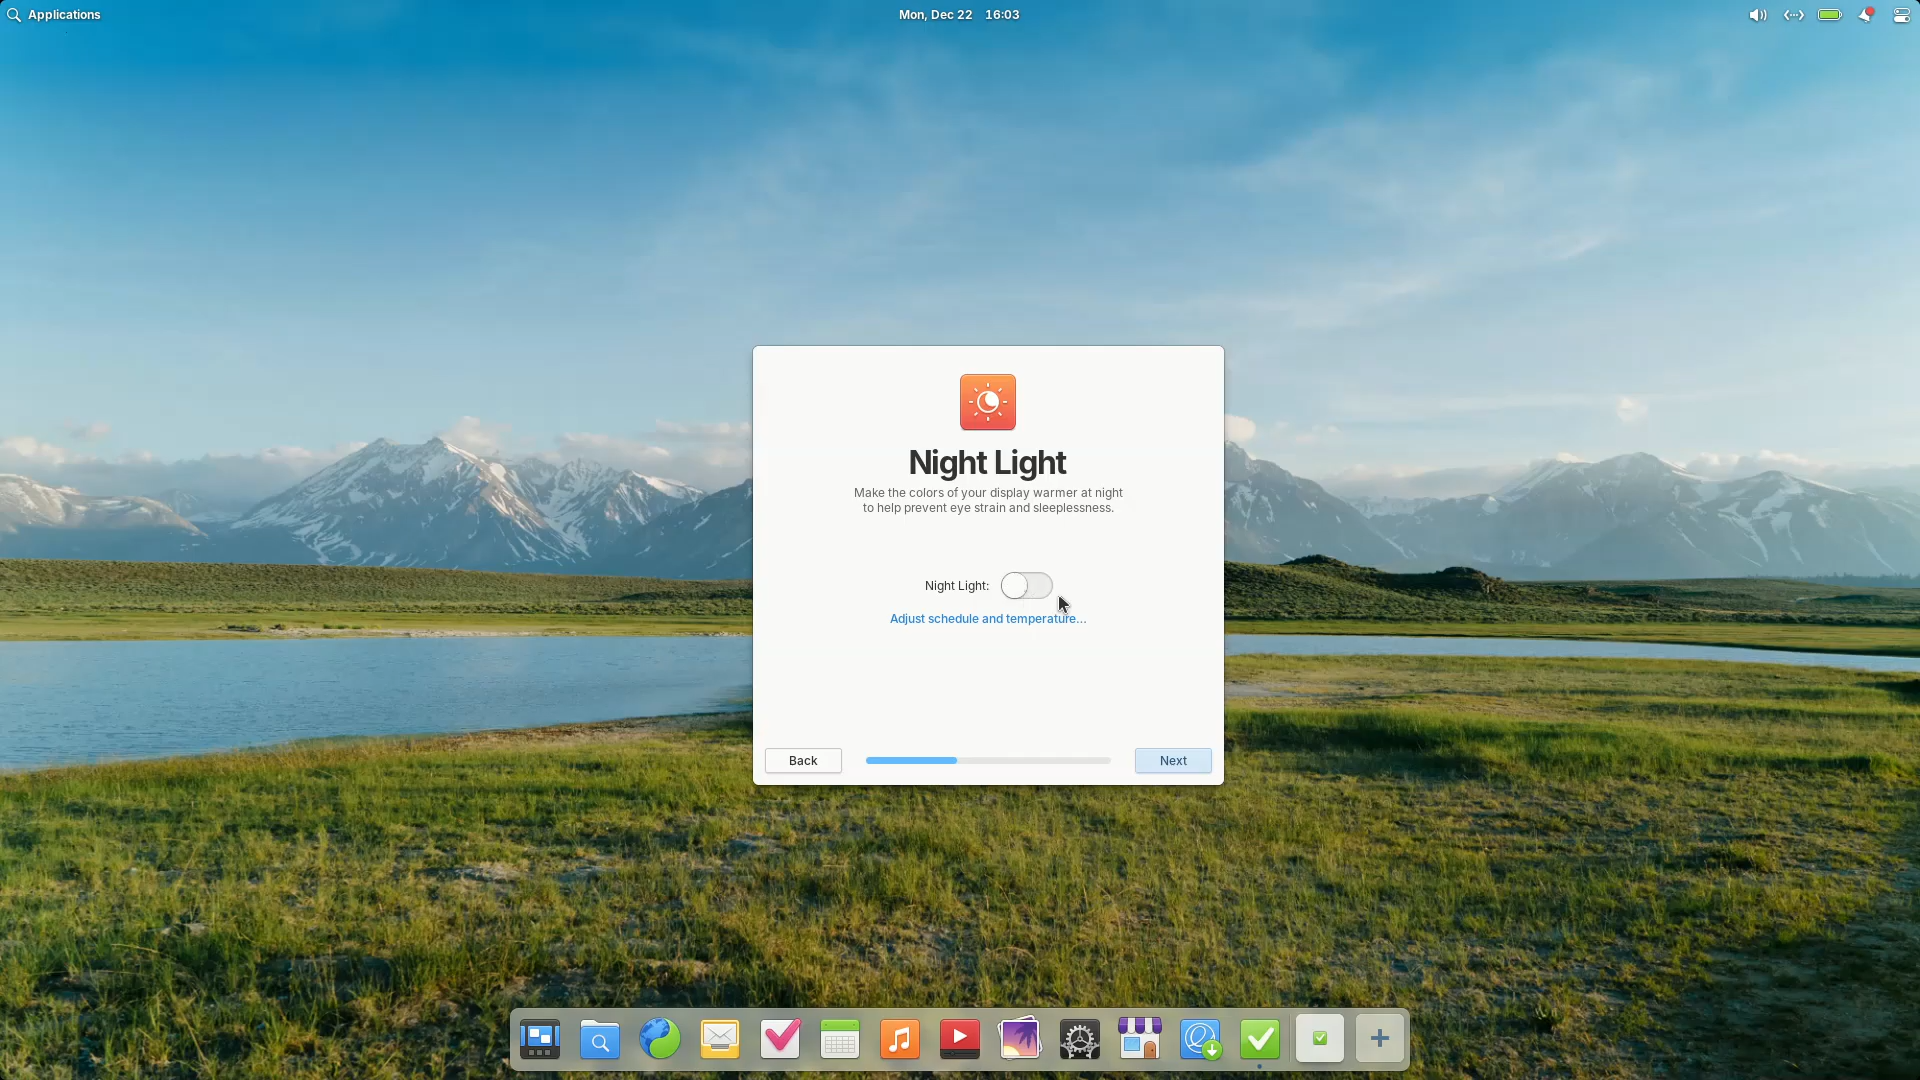 Applications
Mon, Dec 22 16:03
Night Light
Make the colors of your display warmer at night
to help prevent eye strain and sleeplessness.
Night Light:
Adjust schedule and temperature...
Back
Next